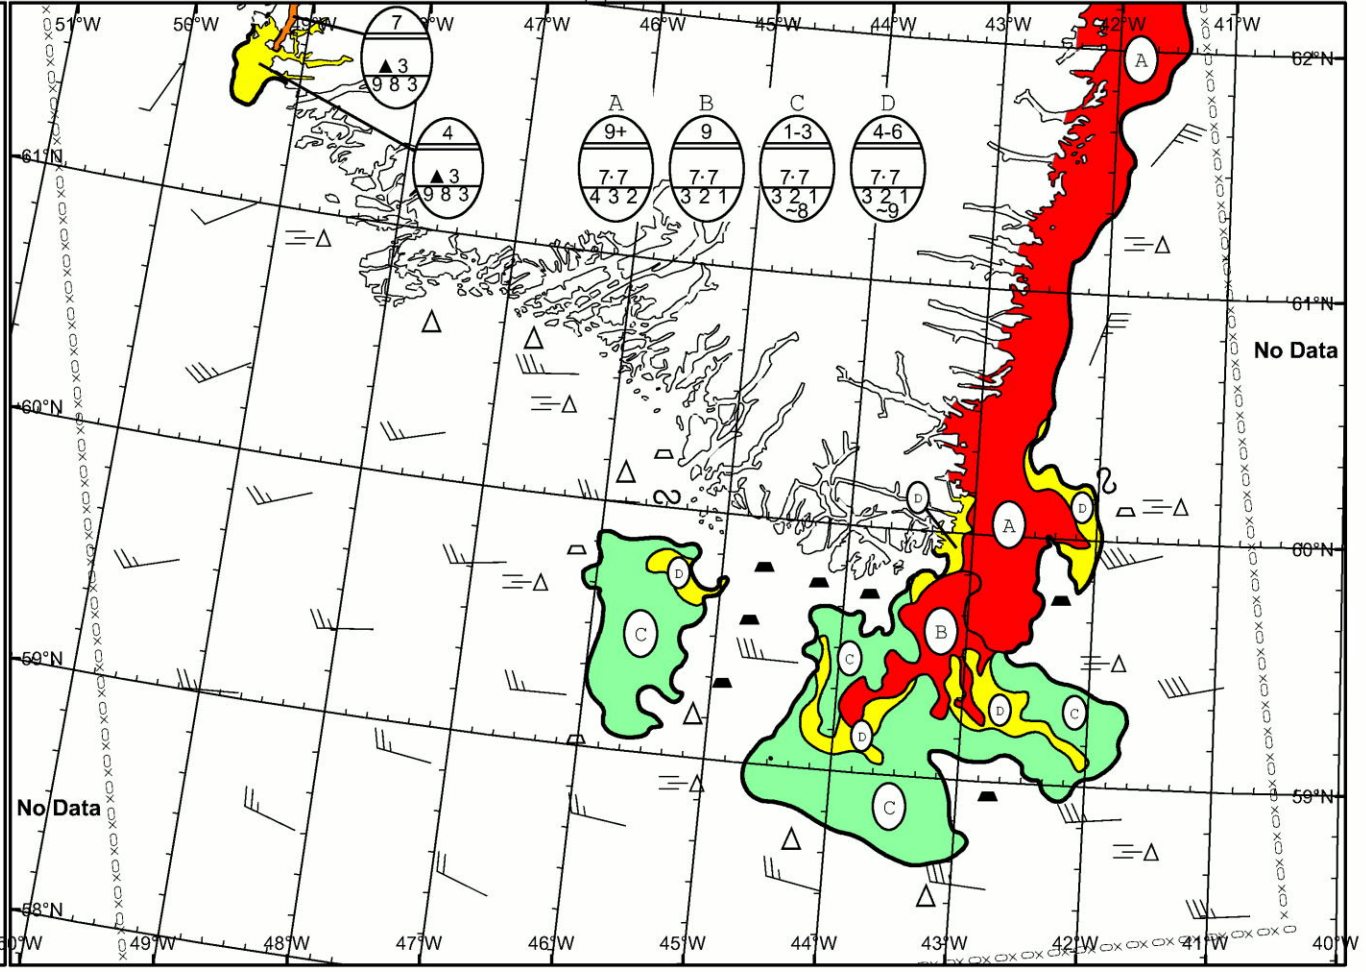 51°W 50°W 49°W 48°W 47°W 46°W 45°W 44°W 43°W 42°W 41°W
7
▲3
9 8 3
4
▲3
9 8 3
A B C D
9+ 9 1-3 4-6
7·7 7·7 7·7 7·7
4 3 2 3 2 1 3 2 1 3 2 1
~8 ~9
A
62°N
61°N
61°N
No Data
60°N
D
A
D
60°N
D
C
B
C
59°N
D
C
D
No Data
C
59°N
58°N
60°W 49°W 48°W 47°W 46°W 45°W 44°W 43°W 42°W 41°W 40°W